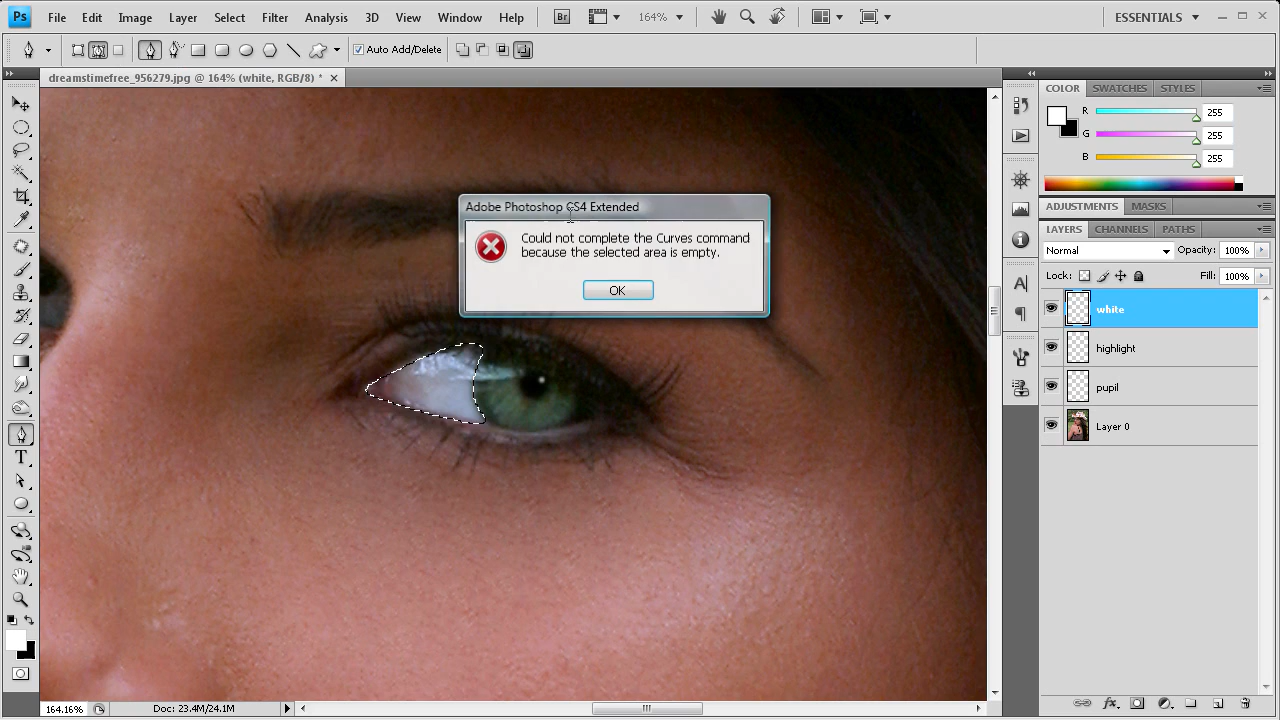 Ps File Edit Image Layer Select Filter Analysis 3D View Window Help Br 164% ESSENTIALS
Auto Add/Delete
dreamstimefree_956279.jpg @ 164% (white, RGB/8) *
COLOR SWATCHES STYLES
R 255
G 255
B 255
ADJUSTMENTS MASKS
LAYERS CHANNELS PATHS
Normal Opacity: 100%
Lock: Fill: 100%
white
highlight
pupil
Layer 0
Adobe Photoshop CS4 Extended
Could not complete the Curves command
because the selected area is empty.
OK
164.16% Doc: 23.4M/24.1M